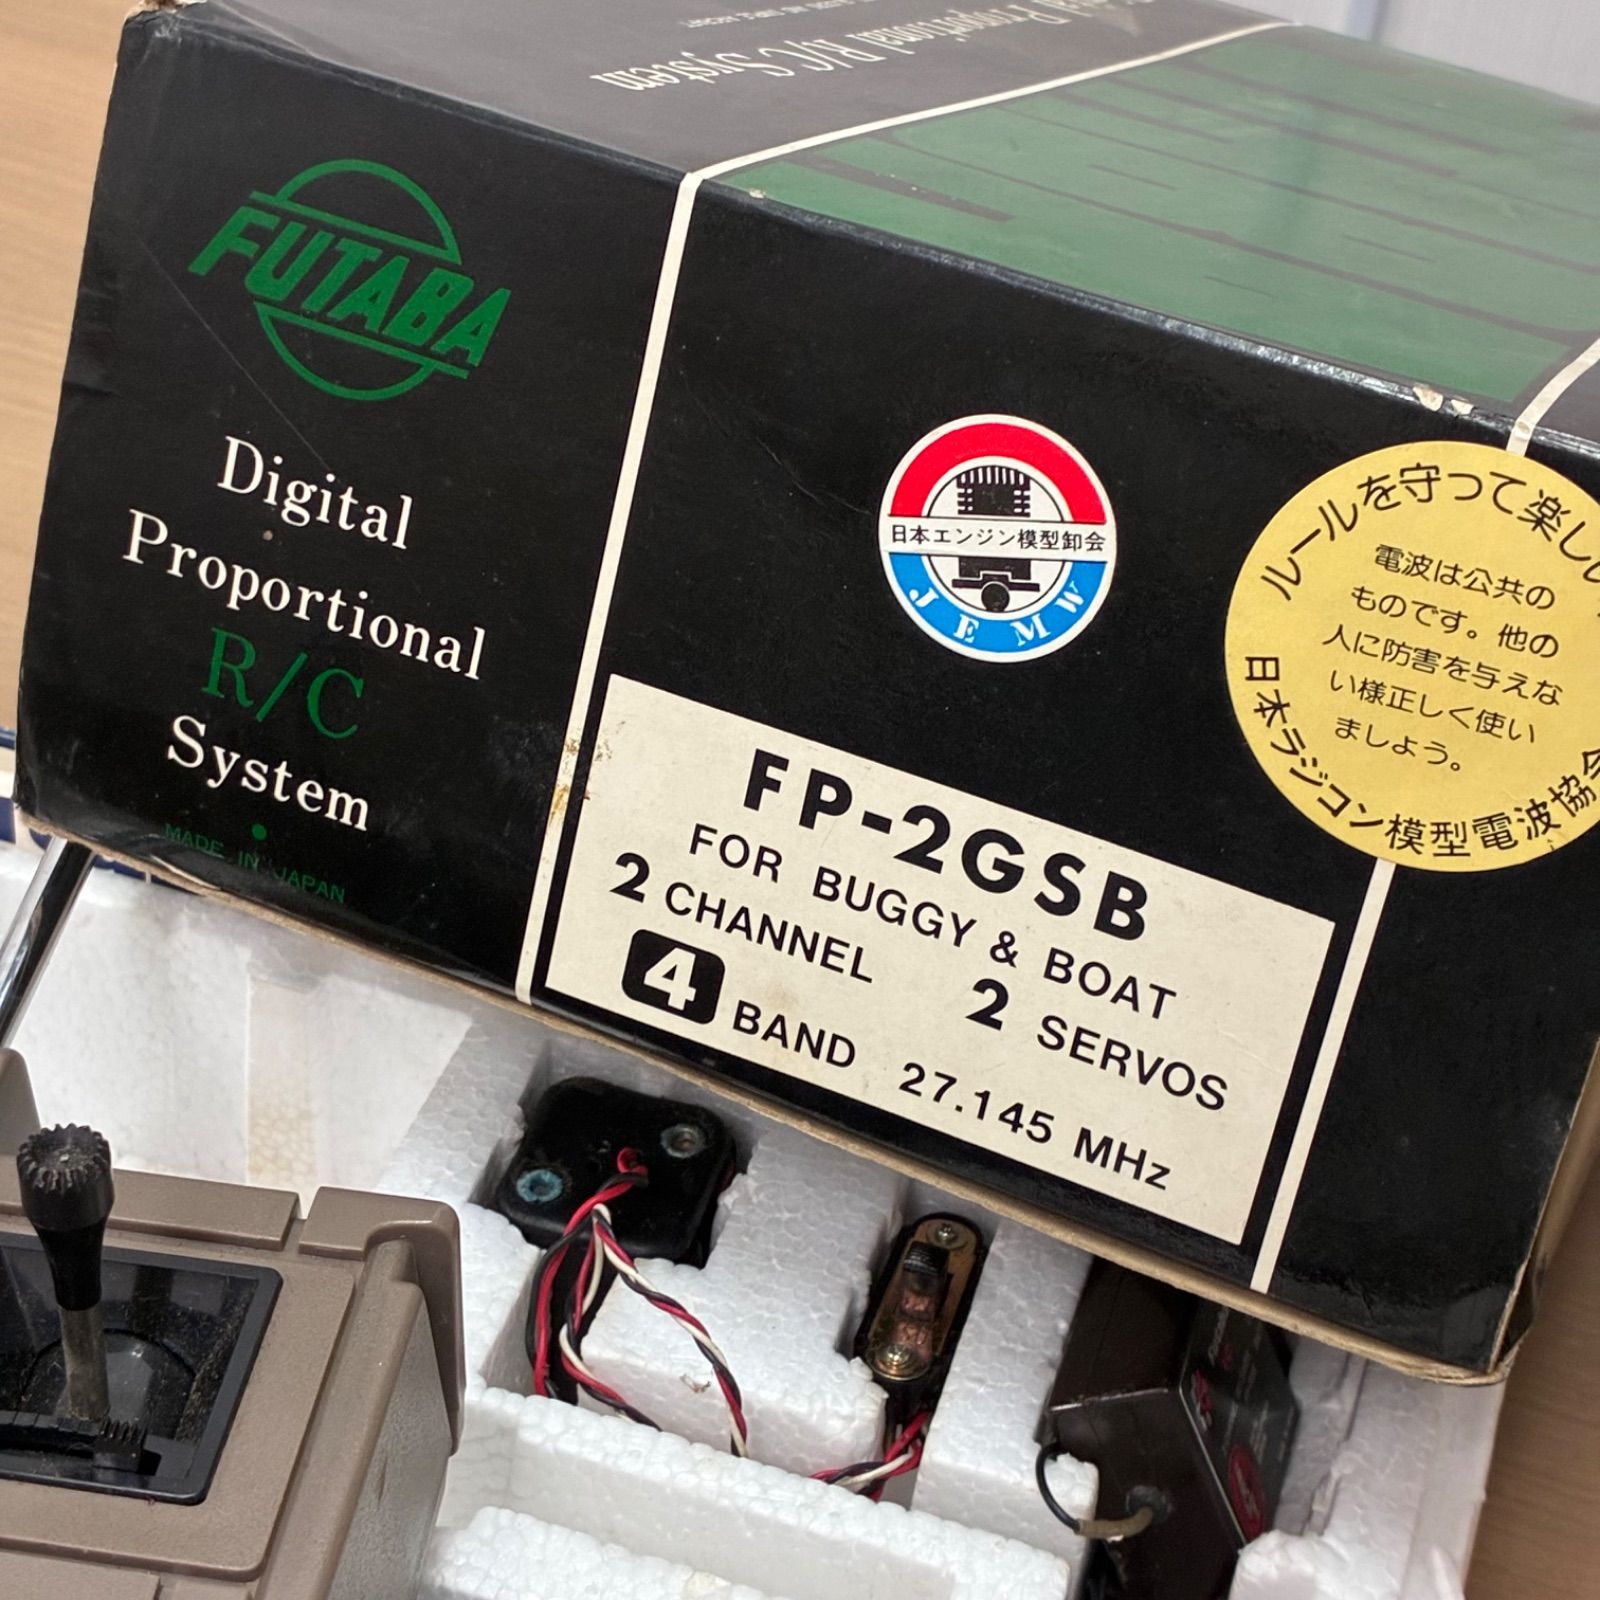 Proportional R/C System
FUTABA
Digital
Proportional
R/C
System
MADE IN JAPAN
日本エンジン模型卸会
JEMW
ルールを守って楽し
電波は公共の
ものです。他の
人に防害を与えな
い様正しく使い
ましよう。
日本ラジコン模型電波協会
FP-2GSB
FOR BUGGY & BOAT
2 CHANNEL 2 SERVOS
4 BAND 27.145 MHz